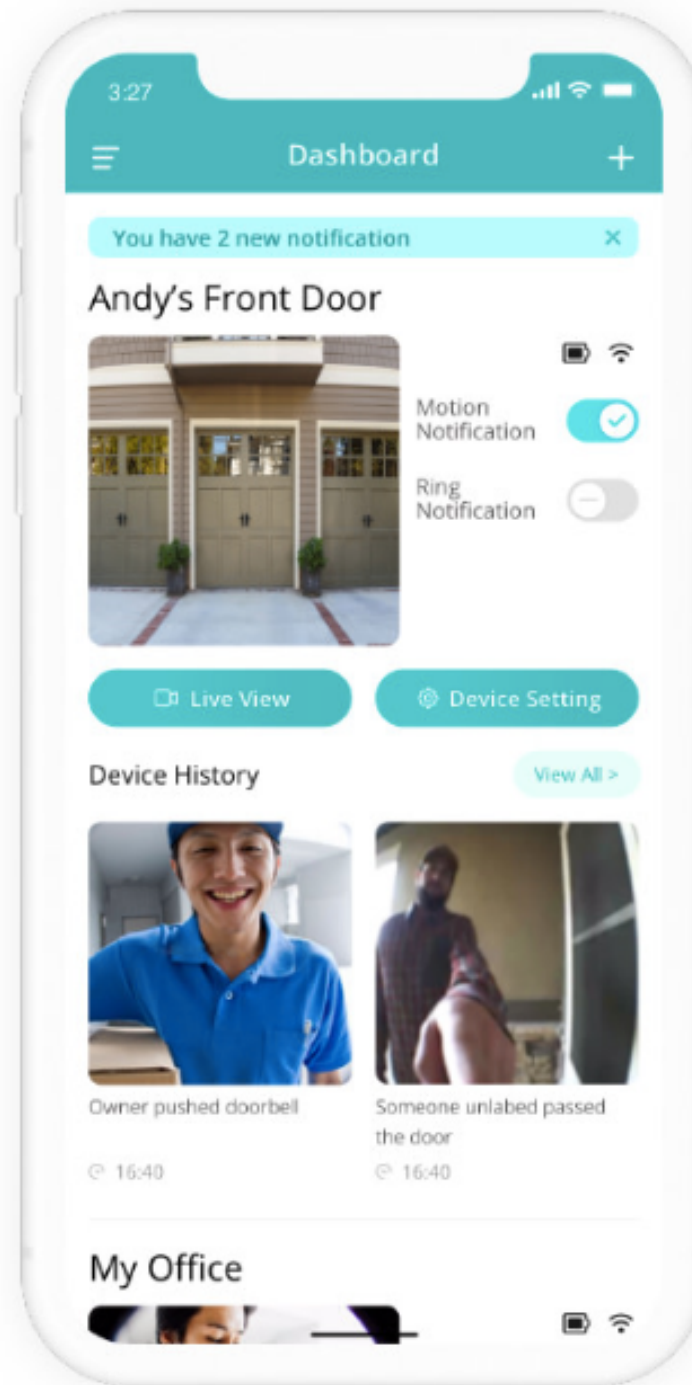 3:27
Dashboard
You have 2 new notification
Andy's Front Door
Motion
Notification
Ring
Notification
Live View
Device Setting
Device History
View All >
Owner pushed doorbell
Someone unlabed passed
the door
16:40
16:40
My Office